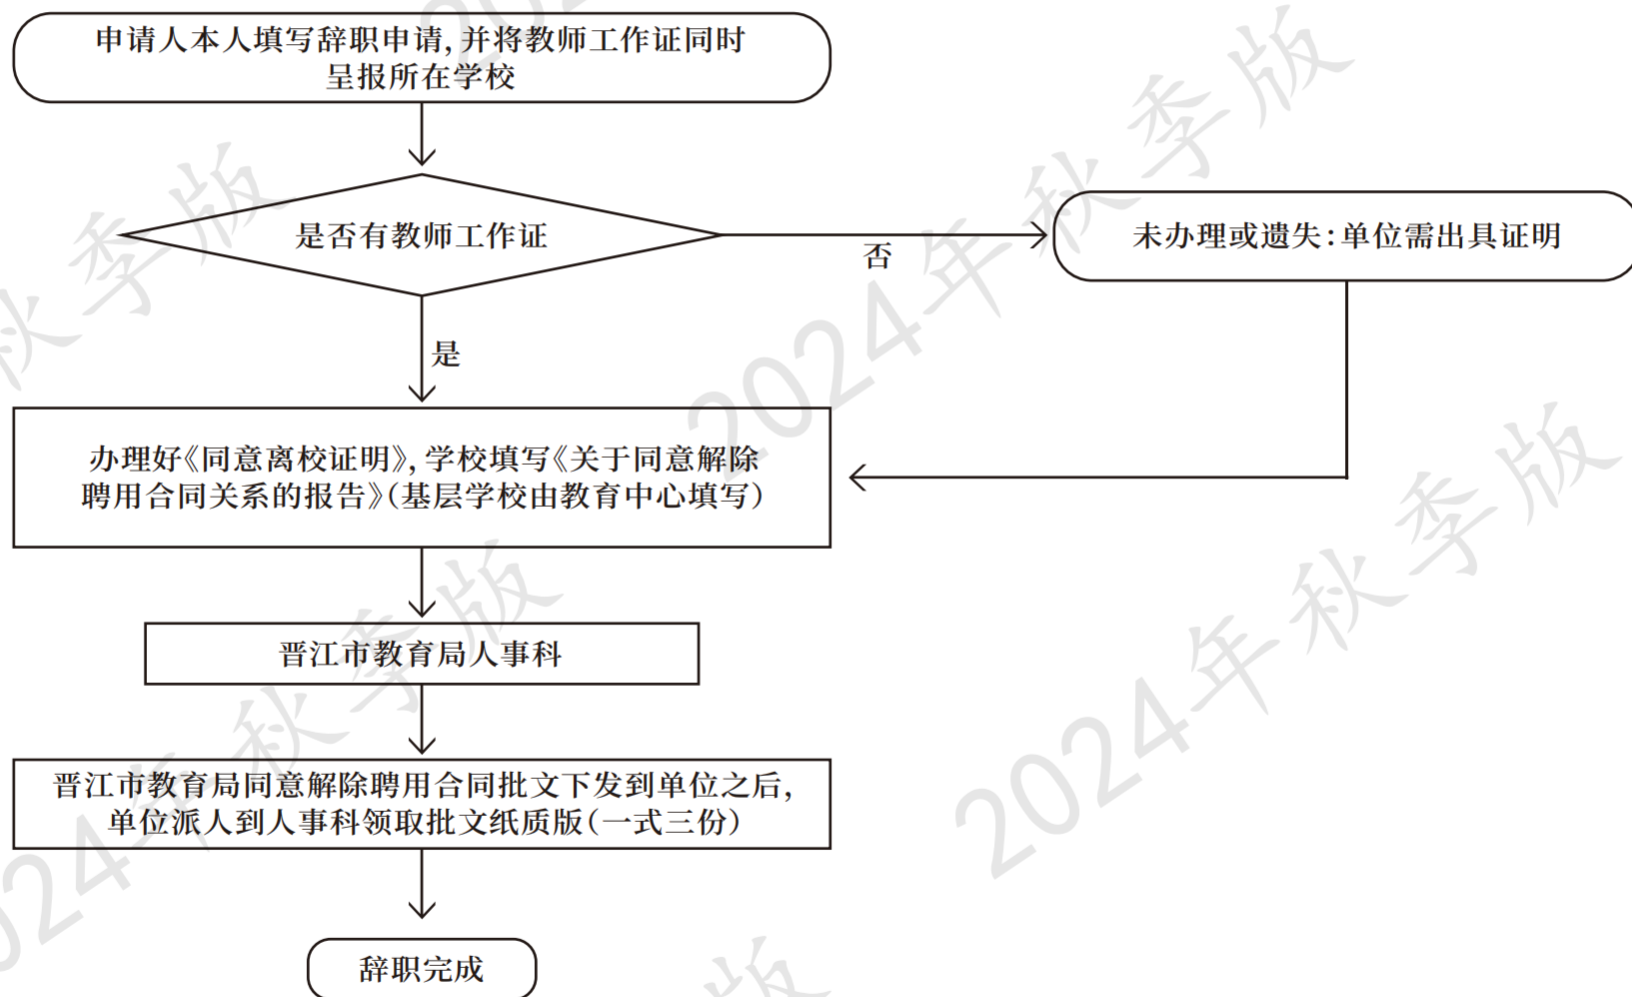 申请人本人填写辞职申请，并将教师工作证同时
呈报所在学校
是否有教师工作证
否
未办理或遗失：单位需出具证明
是
办理好《同意离校证明》，学校填写《关于同意解除
聘用合同关系的报告》（基层学校由教育中心填写）
晋江市教育局人事科
晋江市教育局同意解除聘用合同批文下发到单位之后，
单位派人到人事科领取批文纸质版（一式三份）
辞职完成
2024年秋季版
2024年秋季版
2024年秋季版
秋季版
202
版